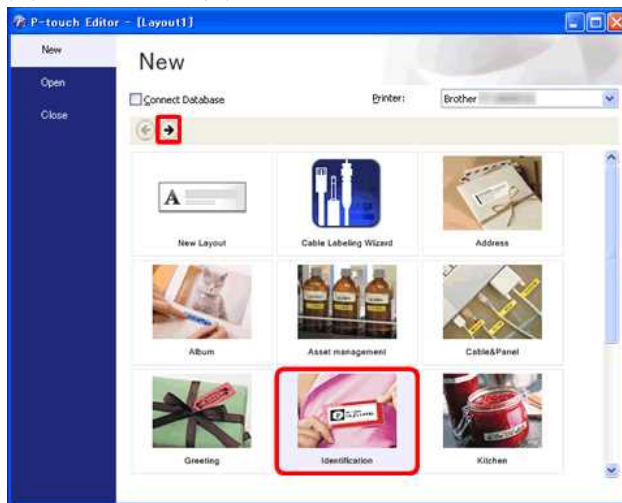 P-touch Editor - [Layout1]
New
Open
Close
New
Connect Database
Printer:
Brother
A
New Layout
Cable Labeling Wizard
Address
Album
Asset management
Cable&Panel
Greeting
Identification
Kitchen